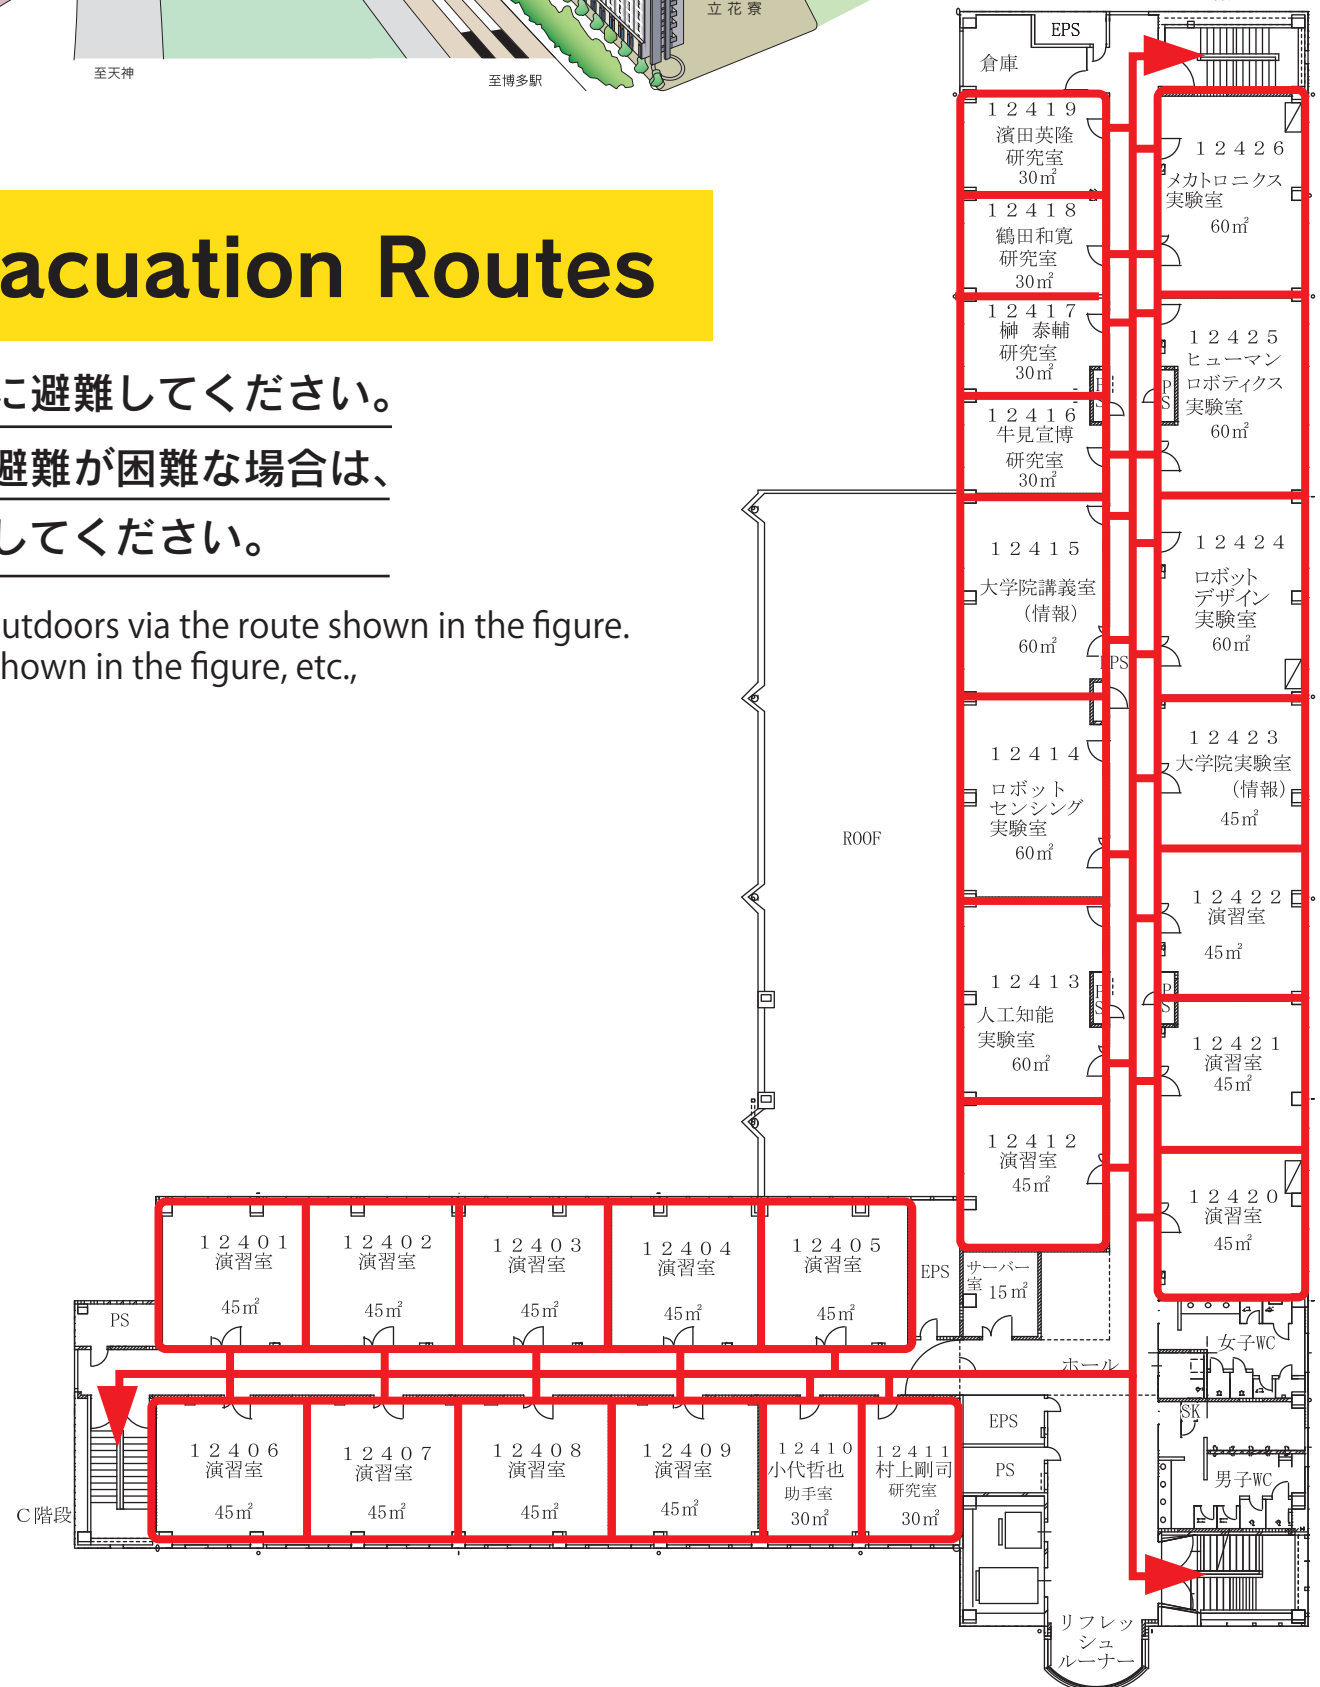 立花寮
至天神
至博多駅
acuation Routes
に避難してください。
避難が困難な場合は、
してください。
utdoors via the route shown in the figure.
hown in the figure, etc.,
EPS
倉庫
12419
濱田英隆
研究室
30㎡
12418
鶴田和寛
研究室
30㎡
12417
榊 泰輔
研究室
30㎡
12416
牛見宣博
研究室
30㎡
PS
12415
大学院講義室
(情報)
60㎡
EPS
12414
ロボット
センシング
実験室
60㎡
12413
人工知能
実験室
60㎡
PS
12412
演習室
45㎡
12426
メカトロニクス
実験室
60㎡
12425
ヒューマン
ロボティクス
実験室
60㎡
PS
12424
ロボット
デザイン
実験室
60㎡
12423
大学院実験室
(情報)
45㎡
12422
演習室
45㎡
PS
12421
演習室
45㎡
12420
演習室
45㎡
ROOF
12401
演習室
45㎡
12402
演習室
45㎡
12403
演習室
45㎡
12404
演習室
45㎡
12405
演習室
45㎡
EPS
サーバー
室 15㎡
PS
ホール
女子WC
SK
男子WC
12406
演習室
45㎡
12407
演習室
45㎡
12408
演習室
45㎡
12409
演習室
45㎡
12410
小代哲也
助手室
30㎡
12411
村上剛司
研究室
30㎡
EPS
PS
C階段
リフレッ
シュ
ルーナー